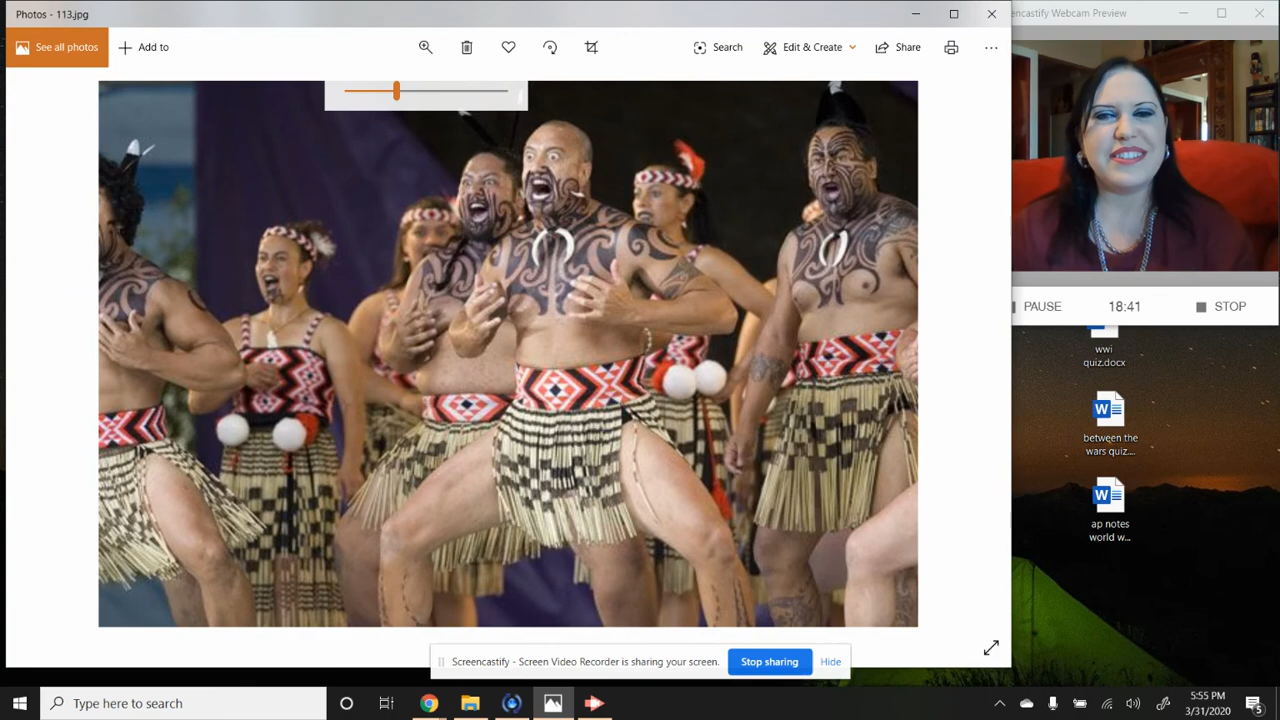 Photos - 113.jpg
encastify Webcam Preview
See all photos
Add to
Search
Edit & Create
Share
PAUSE
18:41
STOP
wwi
quiz.docx
between the
wars quiz....
ap notes
world w...
Screencastify - Screen Video Recorder is sharing your screen.
Stop sharing
Hide
Type here to search
5:55 PM
3/31/2020
5